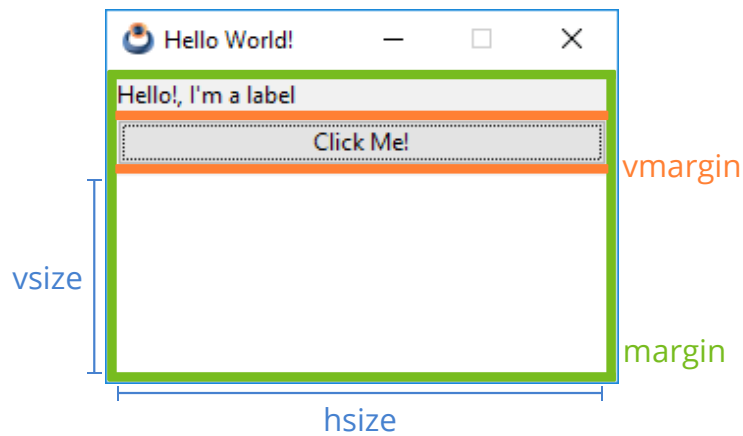 Hello World!
Hello!, I'm a label
Click Me!
vmargin
vsize
margin
hsize